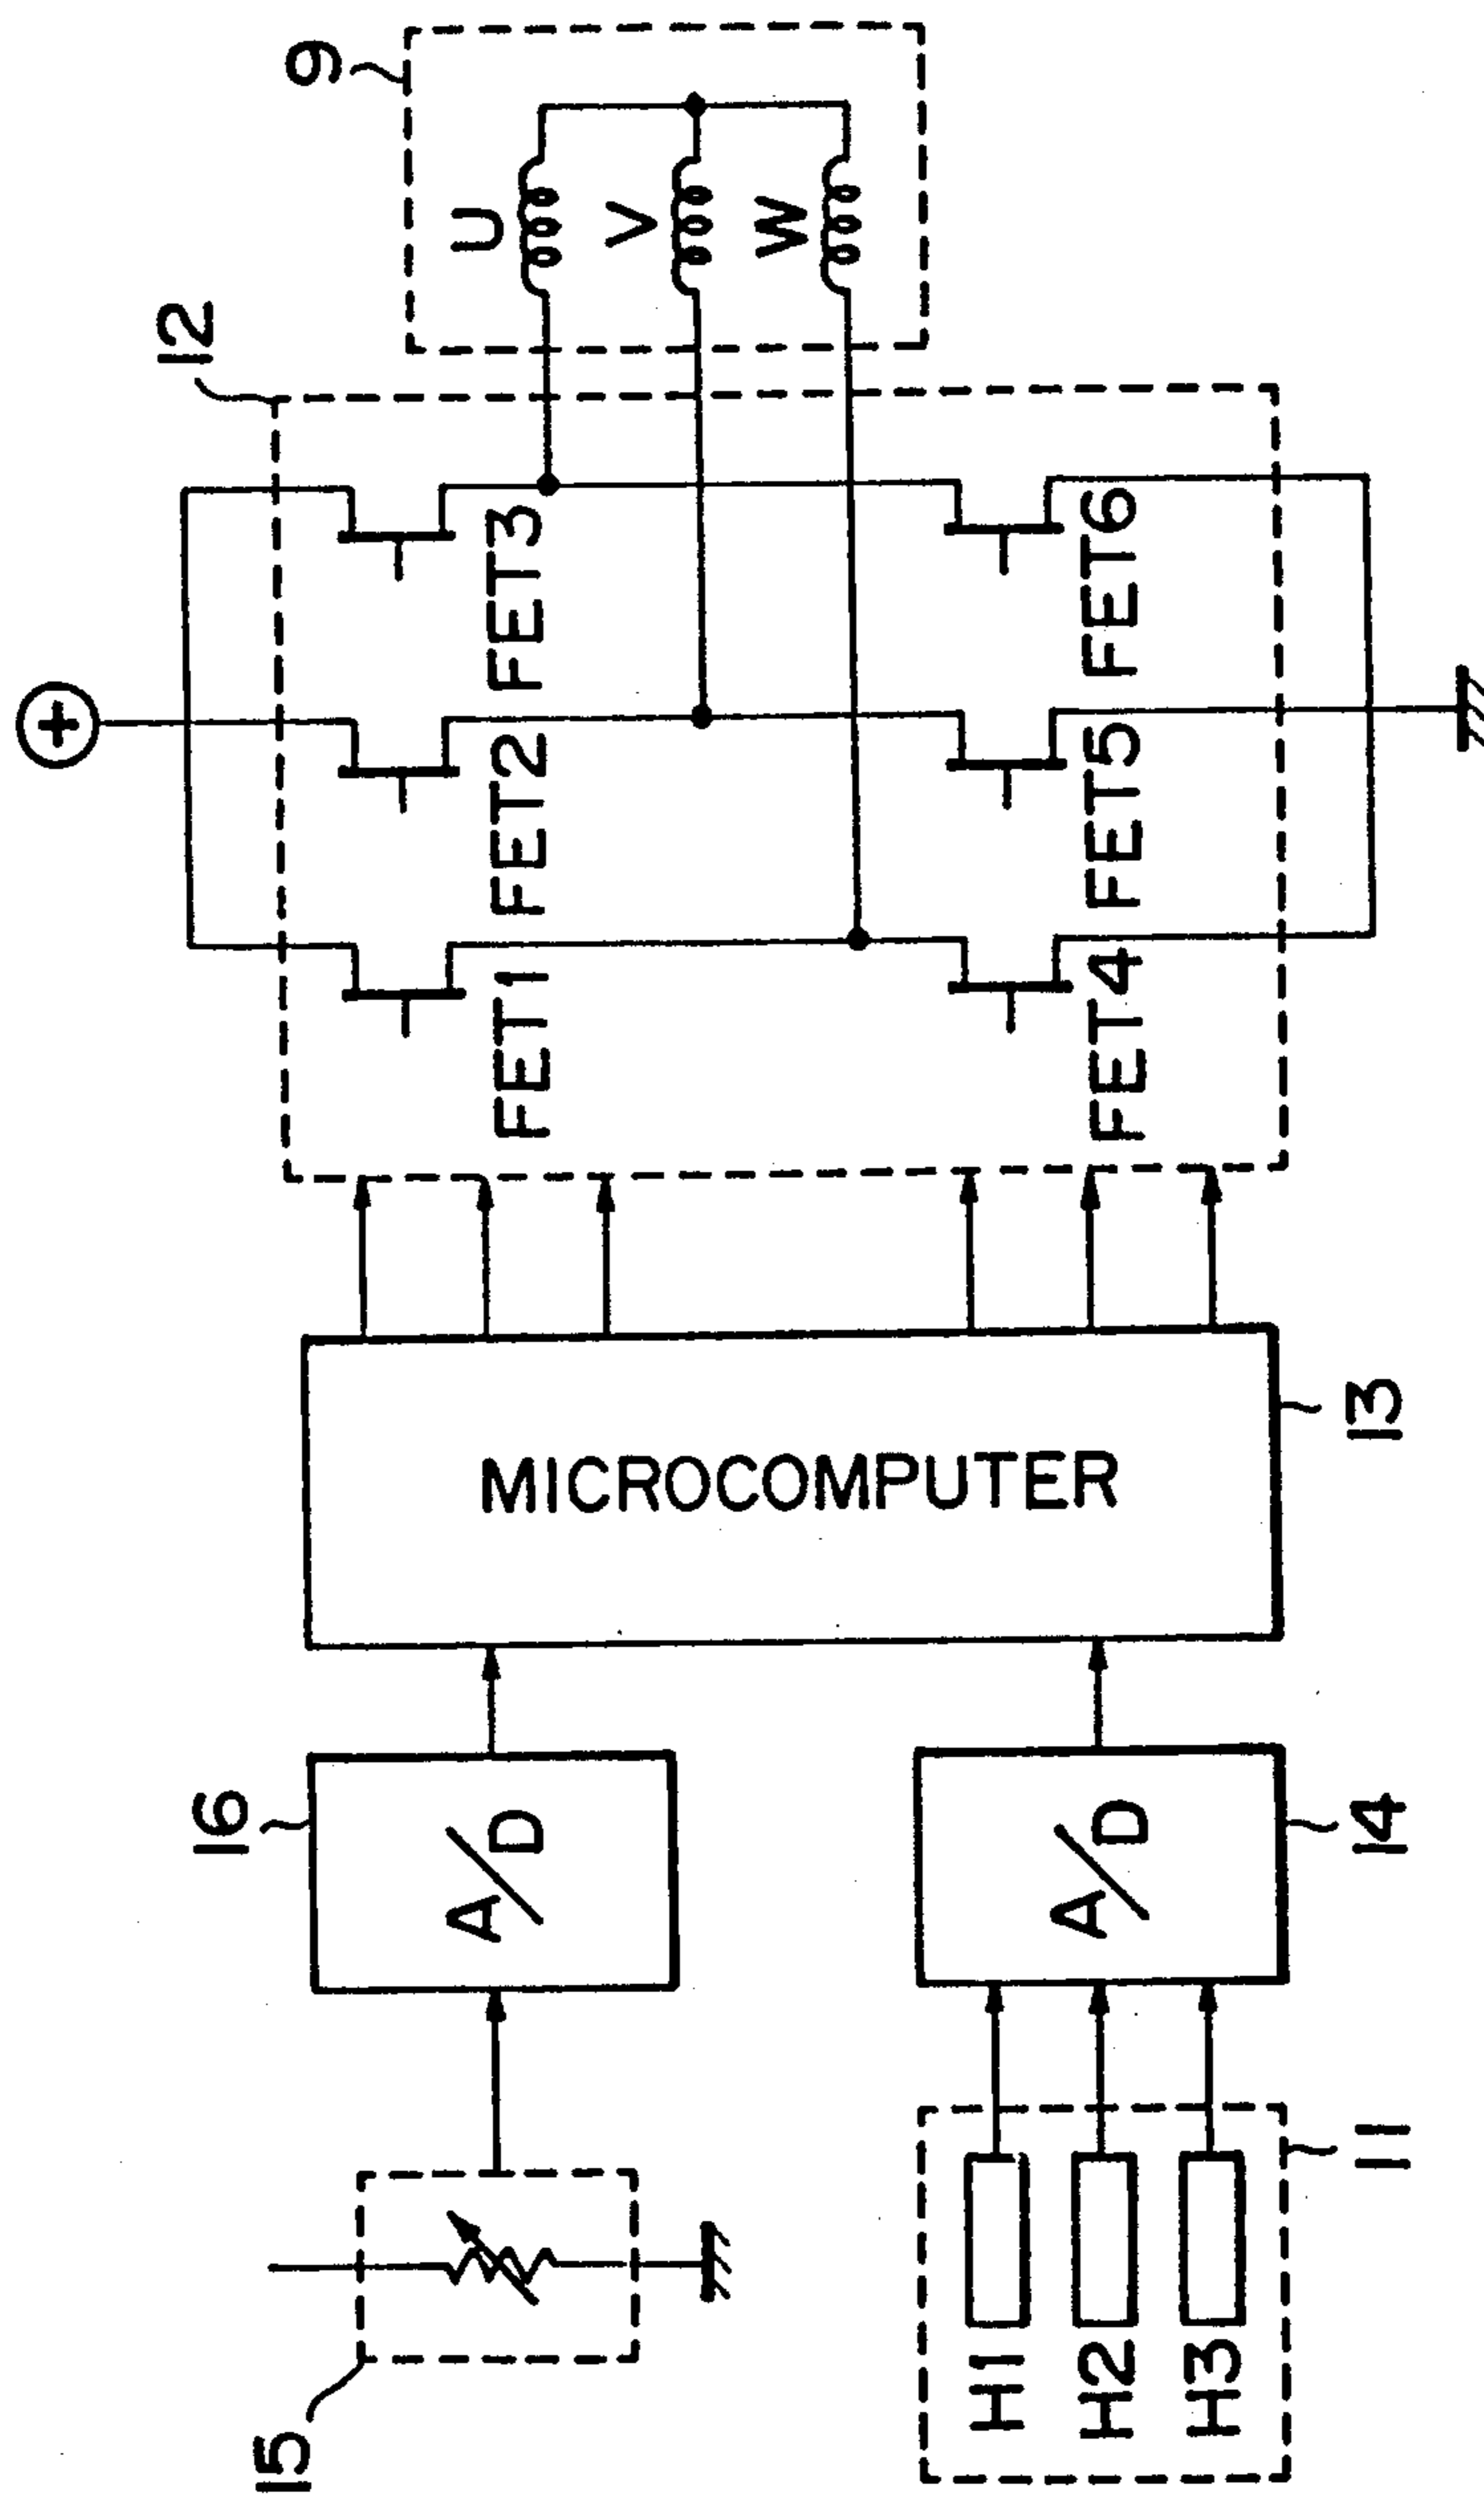 15
16
A/D
11
H1
H2
H3
14
A/D
13
MICROCOMPUTER
12
+
FET1
FET2
FET3
FET4
FET5
FET6
9
U
V
W